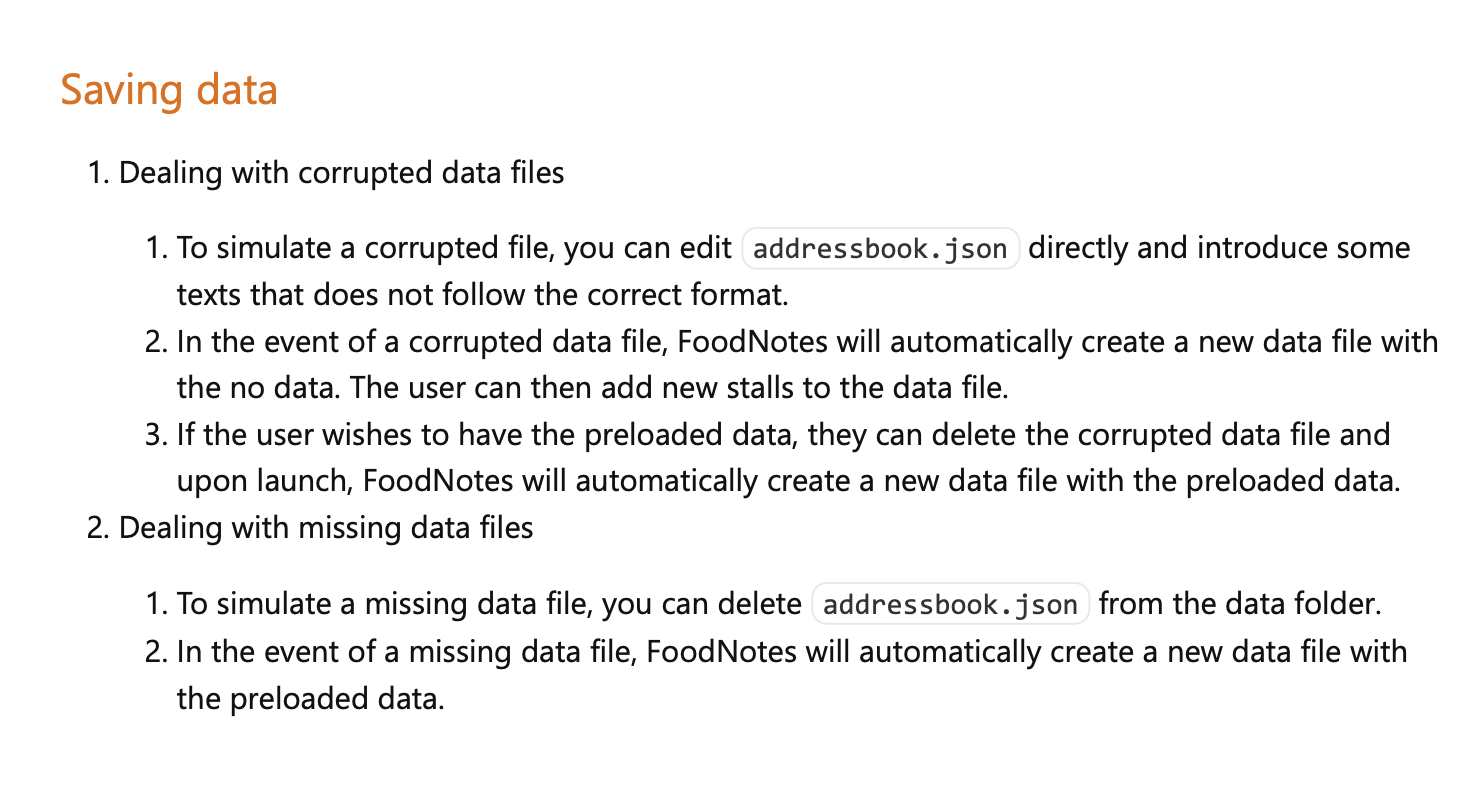 Saving data
1. Dealing with corrupted data files
1. To simulate a corrupted file, you can edit addressbook.json directly and introduce some
texts that does not follow the correct format.
2. In the event of a corrupted data file, FoodNotes will automatically create a new data file with
the no data. The user can then add new stalls to the data file.
3. If the user wishes to have the preloaded data, they can delete the corrupted data file and
upon launch, FoodNotes will automatically create a new data file with the preloaded data.
2. Dealing with missing data files
1. To simulate a missing data file, you can delete addressbook.json from the data folder.
2. In the event of a missing data file, FoodNotes will automatically create a new data file with
the preloaded data.